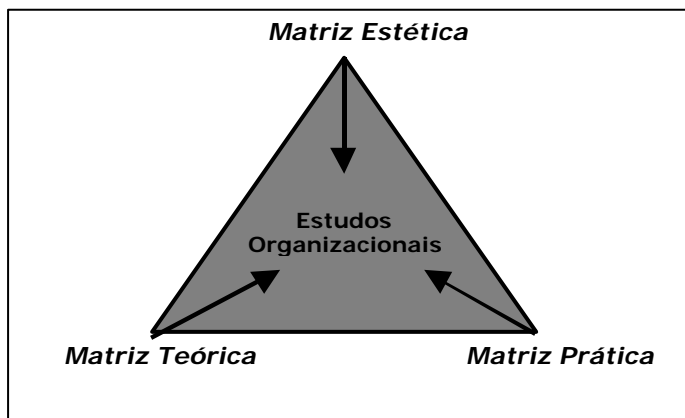 Matriz Estética
Estudos
Organizacionais
Matriz Teórica
Matriz Prática